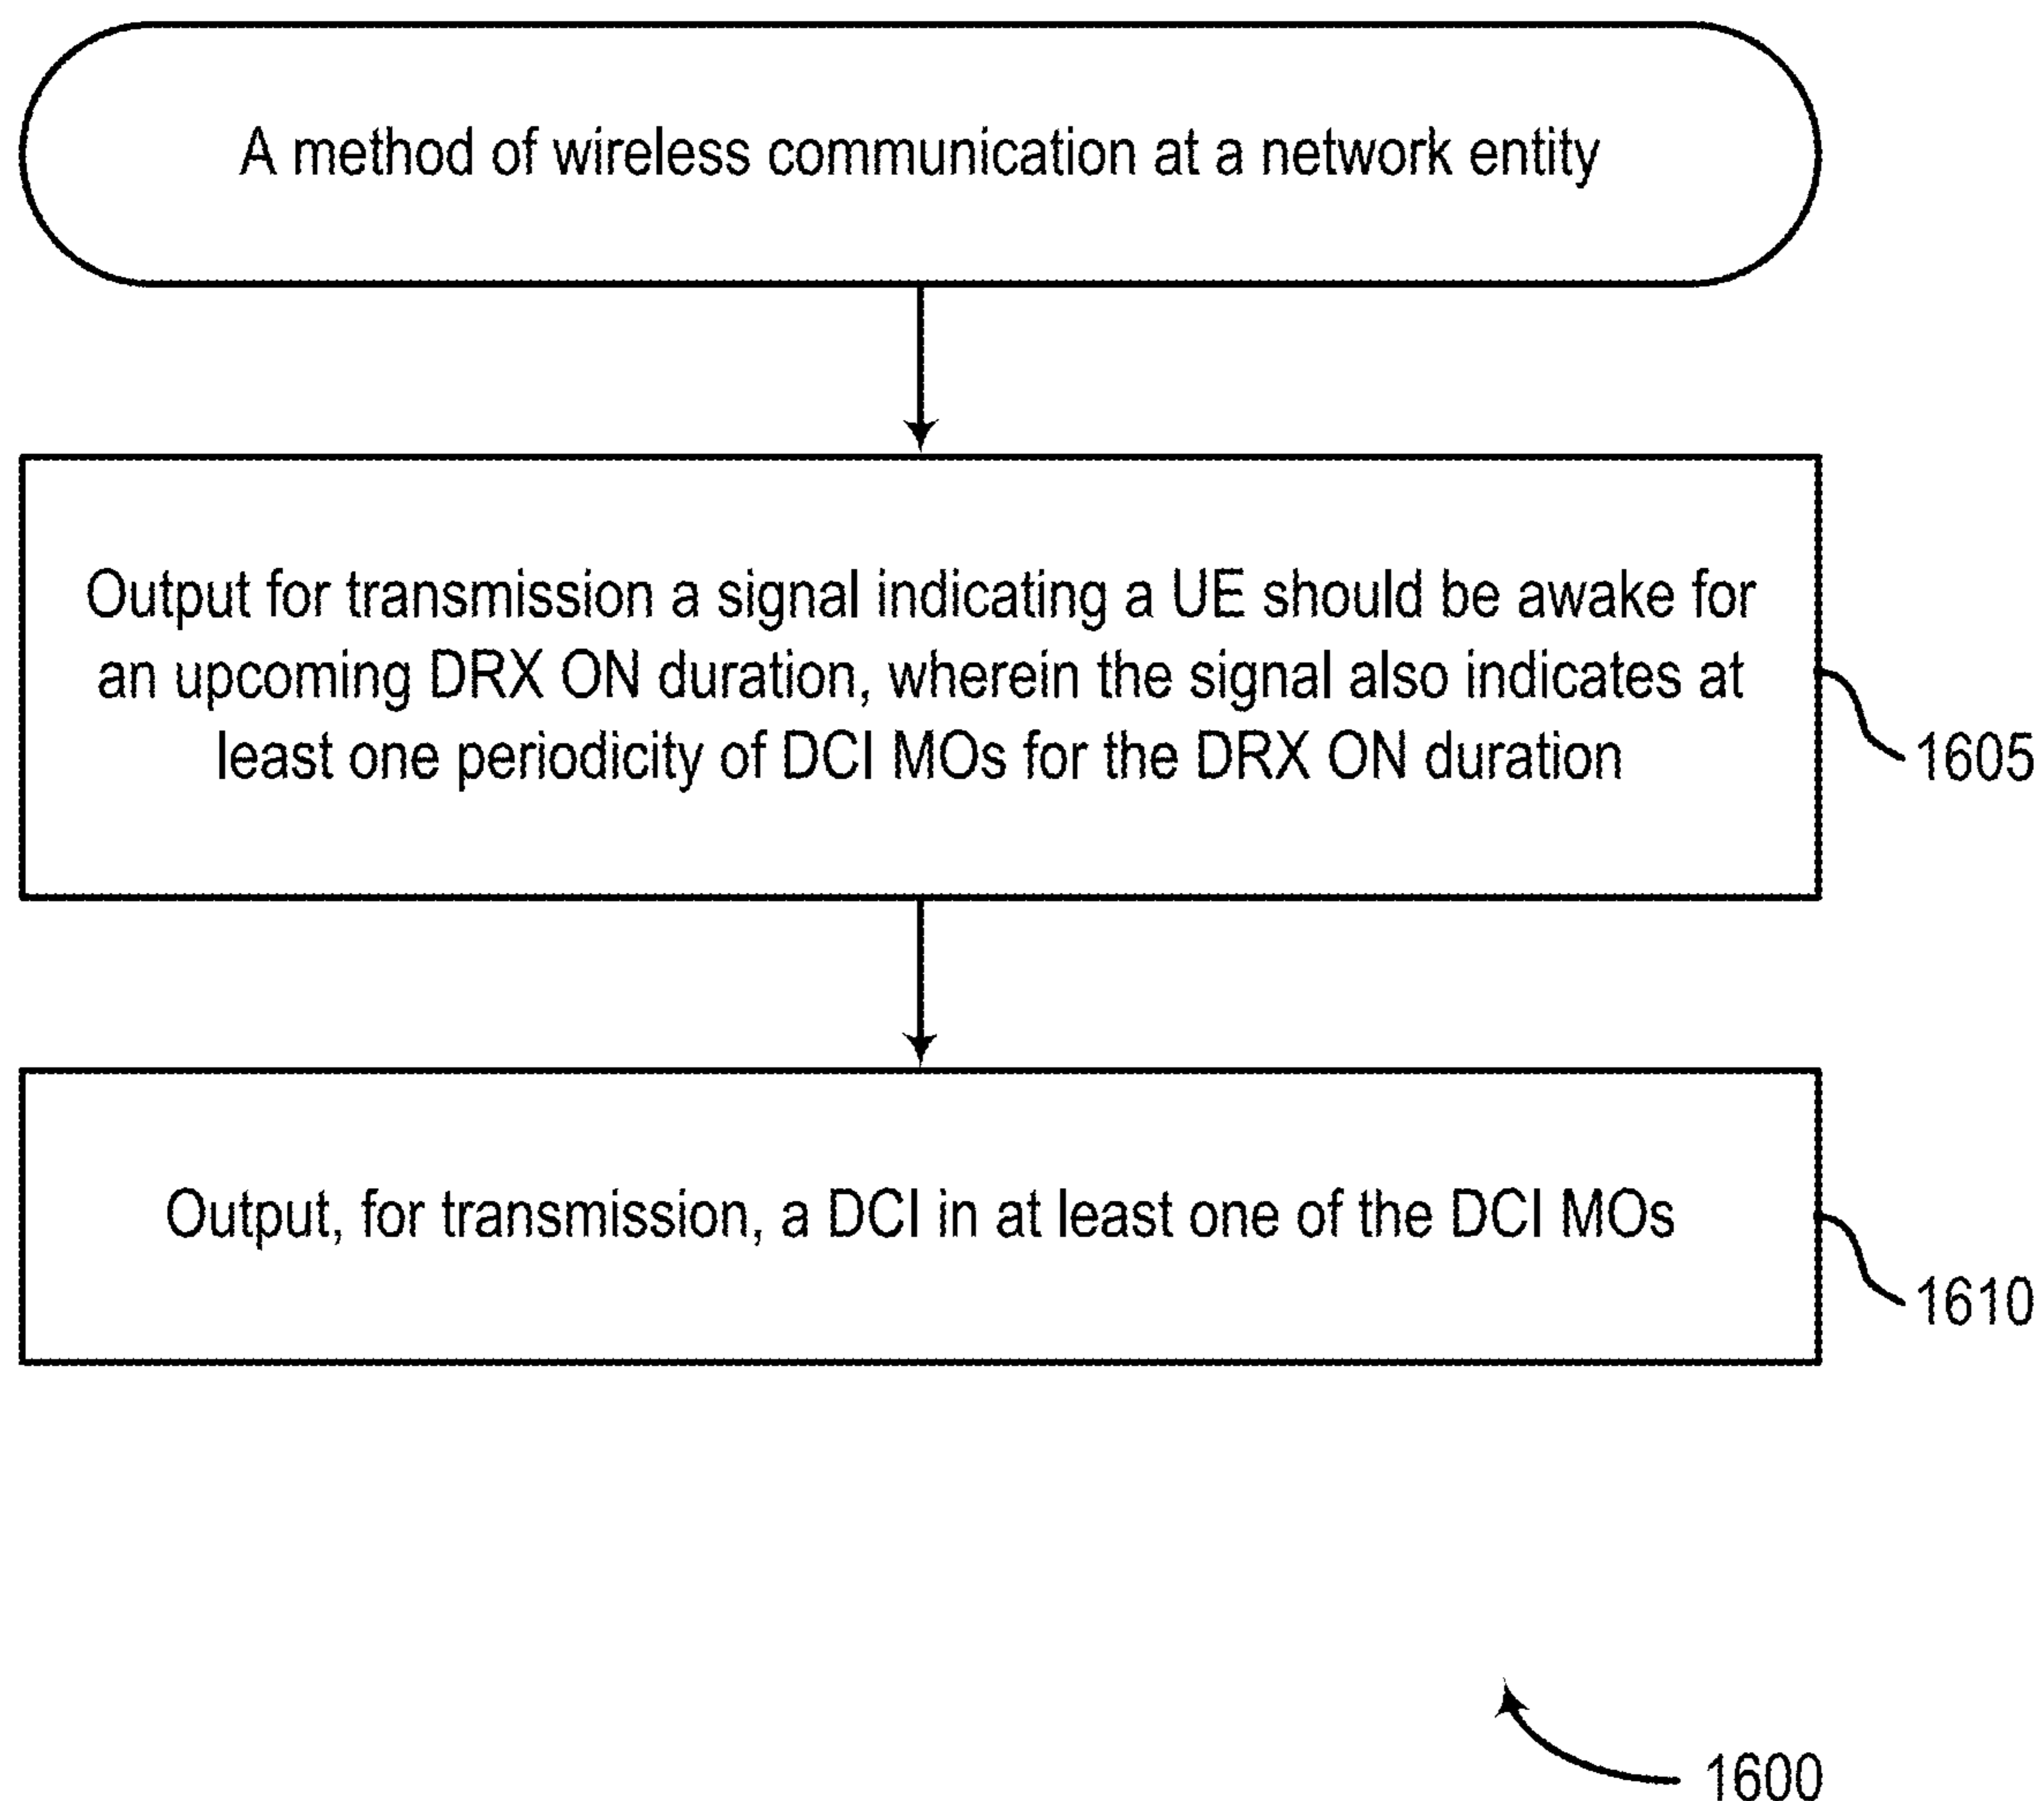 A method of wireless communication at a network entity
Output for transmission a signal indicating a UE should be awake for
an upcoming DRX ON duration, wherein the signal also indicates at
least one periodicity of DCI MOs for the DRX ON duration
1605
Output, for transmission, a DCI in at least one of the DCI MOs
1610
1600